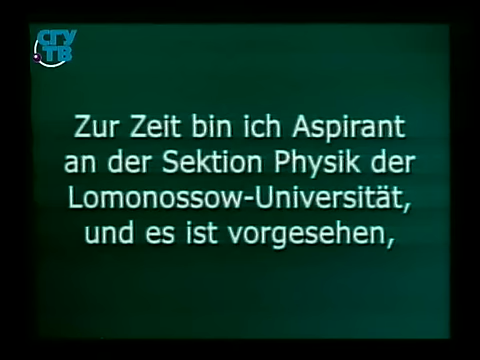 СГУ
ТВ
Zur Zeit bin ich Aspirant
an der Sektion Physik der
Lomonossow-Universität,
und es ist vorgesehen,